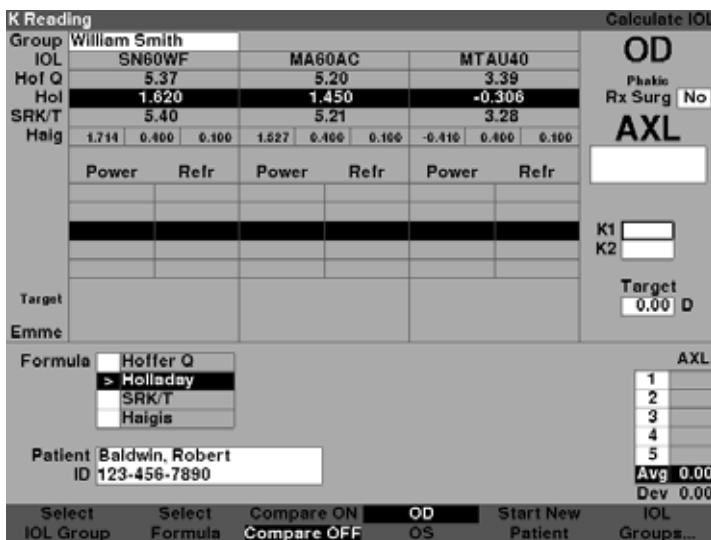 K Reading Calculate IOL
Group William Smith
IOL SN60WF MA60AC MTAU40
Hof Q 5.37 5.20 3.39
Hol 1.620 1.450 -0.306
SRK/T 5.40 5.21 3.28
Haig 1.714 0.400 0.100 1.527 0.400 0.100 -0.410 0.400 0.100
Power Refr Power Refr Power Refr
Target
Emme
OD
Phakic
Rx Surg No
AXL
K1
K2
Target
0.00 D
Formula Hoffer Q
> Holladay
SRK/T
Haigis
Patient Baldwin, Robert
ID 123-456-7890
AXL
1
2
3
4
5
Avg 0.00
Dev 0.00
Select Select Compare ON OD Start New IOL
IOL Group Formula Compare OFF OS Patient Groups...